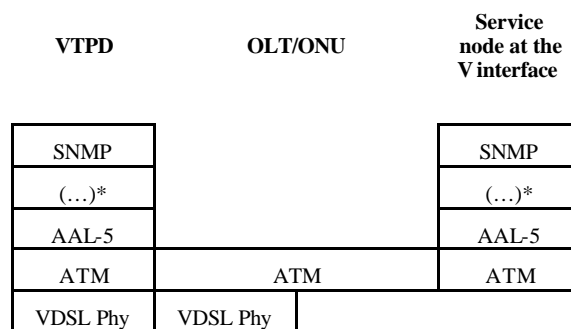 VTPD OLT/ONU Service node at the V interface
SNMP SNMP
(…)* (…)*
AAL-5 AAL-5
ATM ATM ATM
VDSL Phy VDSL Phy